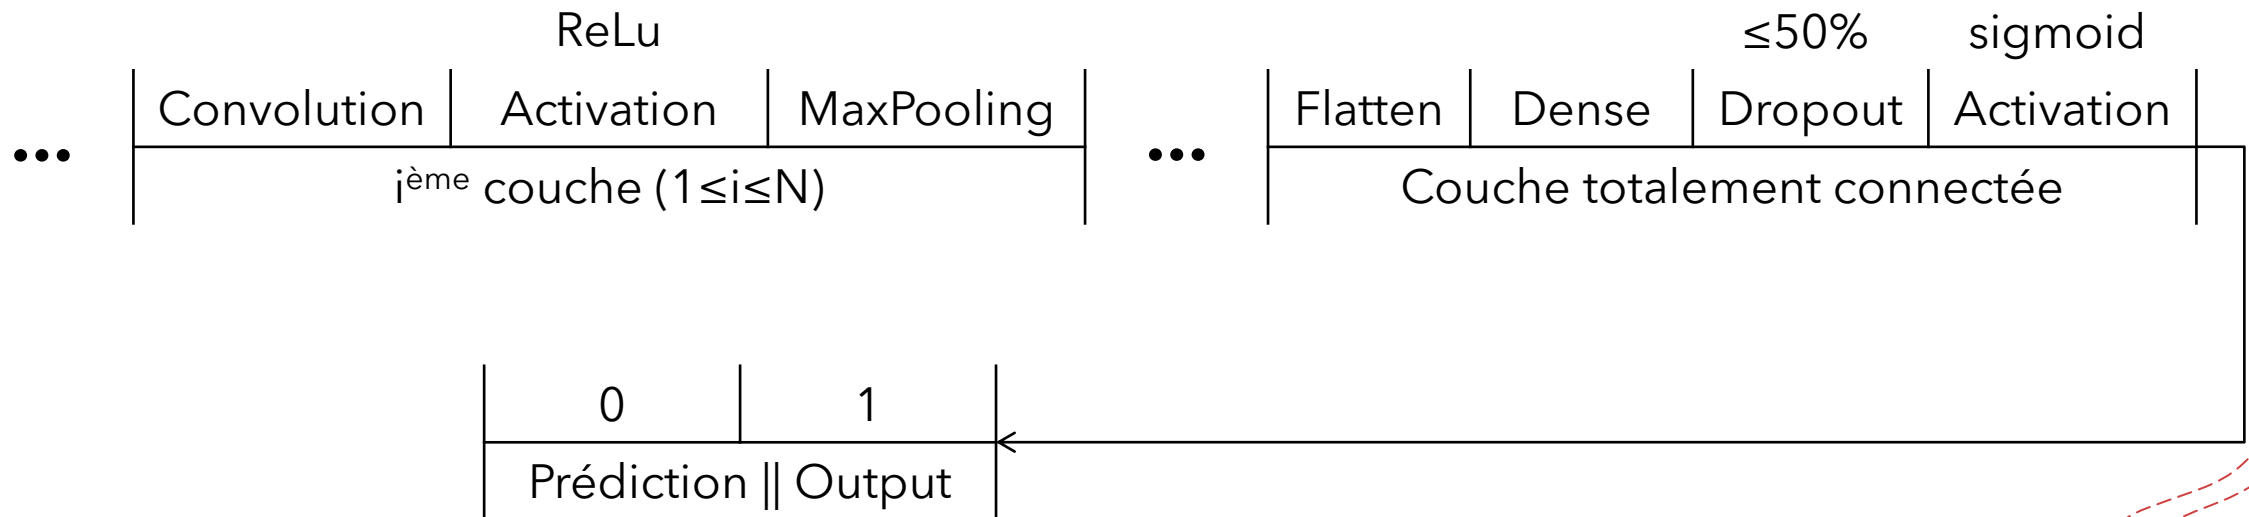 ReLu
≤50% sigmoid
Convolution Activation MaxPooling
Flatten Dense Dropout Activation
... ...
ième couche (1≤i≤N)
Couche totalement connectée
0 1
Prédiction || Output